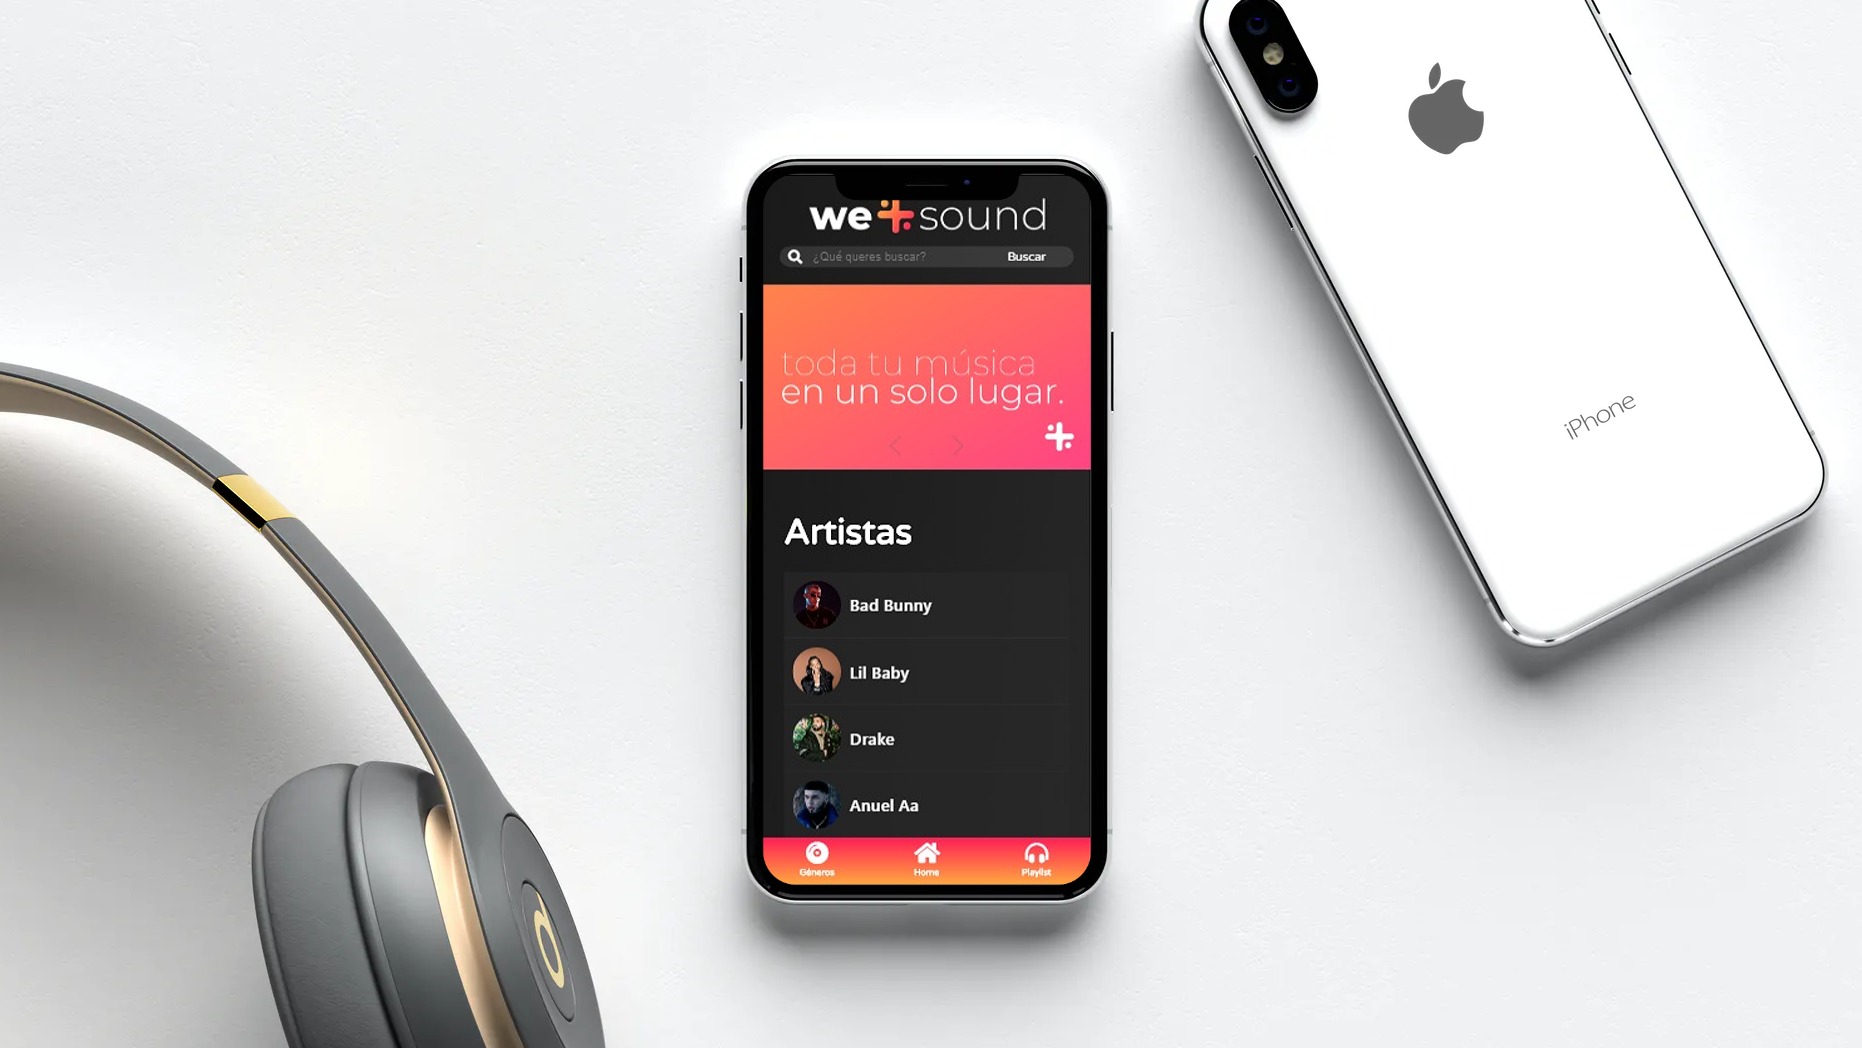 we sound
¿Qué queres buscar? Buscar
toda tu música
en un solo lugar.
Artistas
Bad Bunny
Lil Baby
Drake
Anuel Aa
Géneros Home Playlist
iPhone